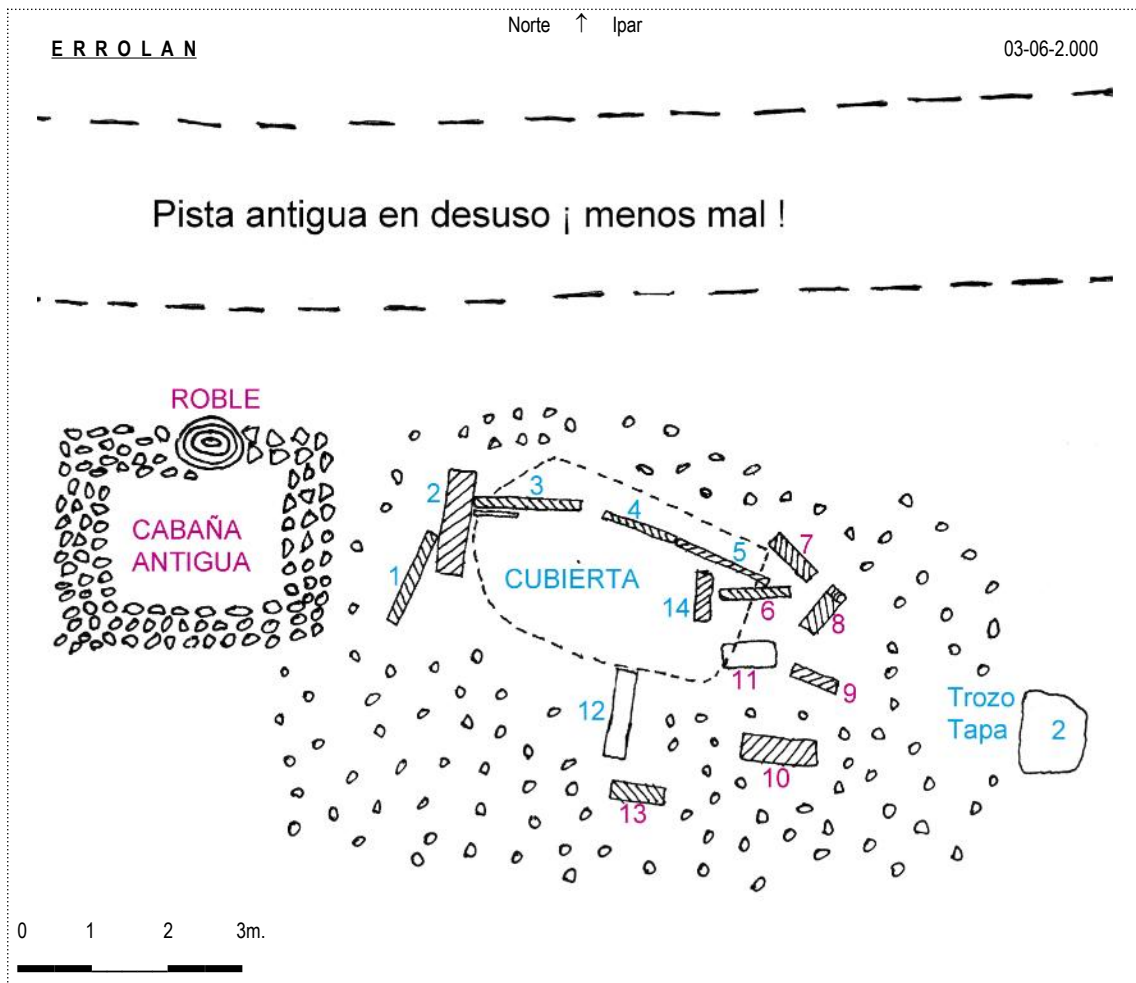 Norte ↑ Ipar
E R R O L A N
03-06-2.000
Pista antigua en desuso ¡ menos mal !
ROBLE
CABAÑA
ANTIGUA
1
2
3
4
5
CUBIERTA
14
6
7
8
11
9
12
10
13
Trozo
Tapa
2
0 1 2 3m.